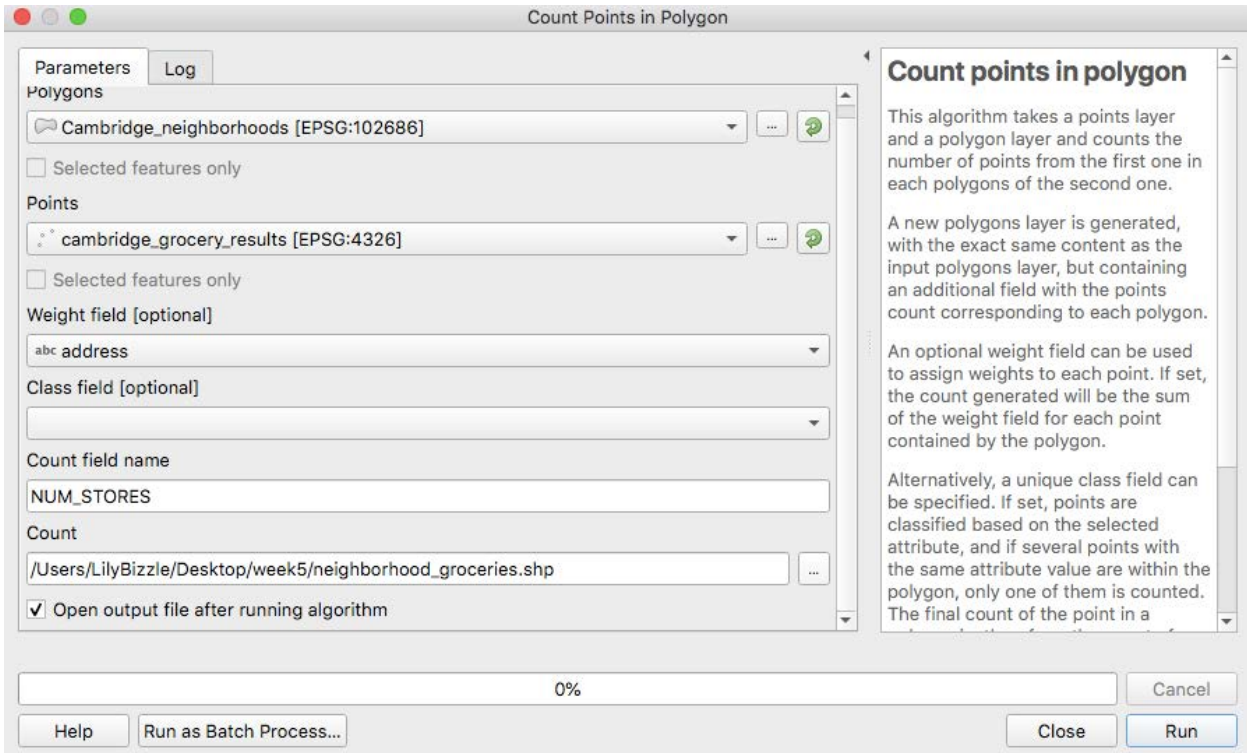 Count Points in Polygon
Parameters
Log
Polygons
Cambridge_neighborhoods [EPSG:102686]
...
Selected features only
Points
cambridge_grocery_results [EPSG:4326]
...
Selected features only
Weight field [optional]
abc address
Class field [optional]
Count field name
NUM_STORES
Count
/Users/LilyBizzle/Desktop/week5/neighborhood_groceries.shp
...
Open output file after running algorithm
Count points in polygon
This algorithm takes a points layer
and a polygon layer and counts the
number of points from the first one in
each polygons of the second one.
A new polygons layer is generated,
with the exact same content as the
input polygons layer, but containing
an additional field with the points
count corresponding to each polygon.
An optional weight field can be used
to assign weights to each point. If set,
the count generated will be the sum
of the weight field for each point
contained by the polygon.
Alternatively, a unique class field can
be specified. If set, points are
classified based on the selected
attribute, and if several points with
the same attribute value are within the
polygon, only one of them is counted.
The final count of the point in a
0%
Cancel
Help
Run as Batch Process...
Close
Run